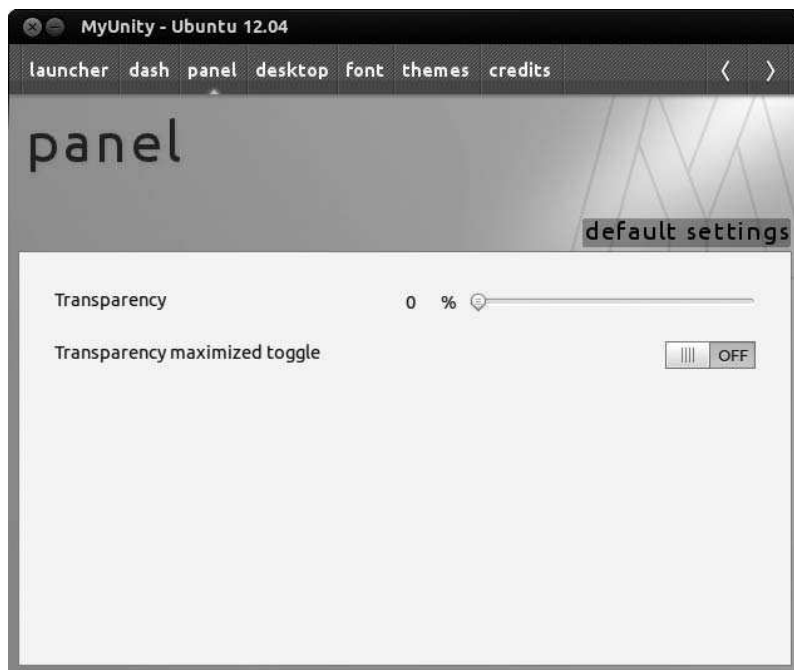 MyUnity - Ubuntu 12.04
launcher dash panel desktop font themes credits
panel
default settings
Transparency 0 %
Transparency maximized toggle OFF